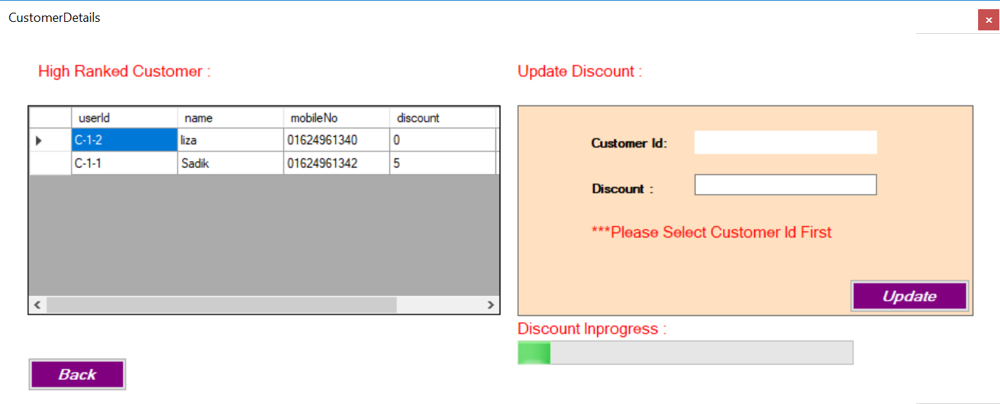 CustomerDetails
x
High Ranked Customer :
Update Discount :
userId name mobileNo discount
C-1-2 liza 01624961340 0
C-1-1 Sadik 01624961342 5
Customer Id:
Discount :
***Please Select Customer Id First
Update
Discount Inprogress :
Back